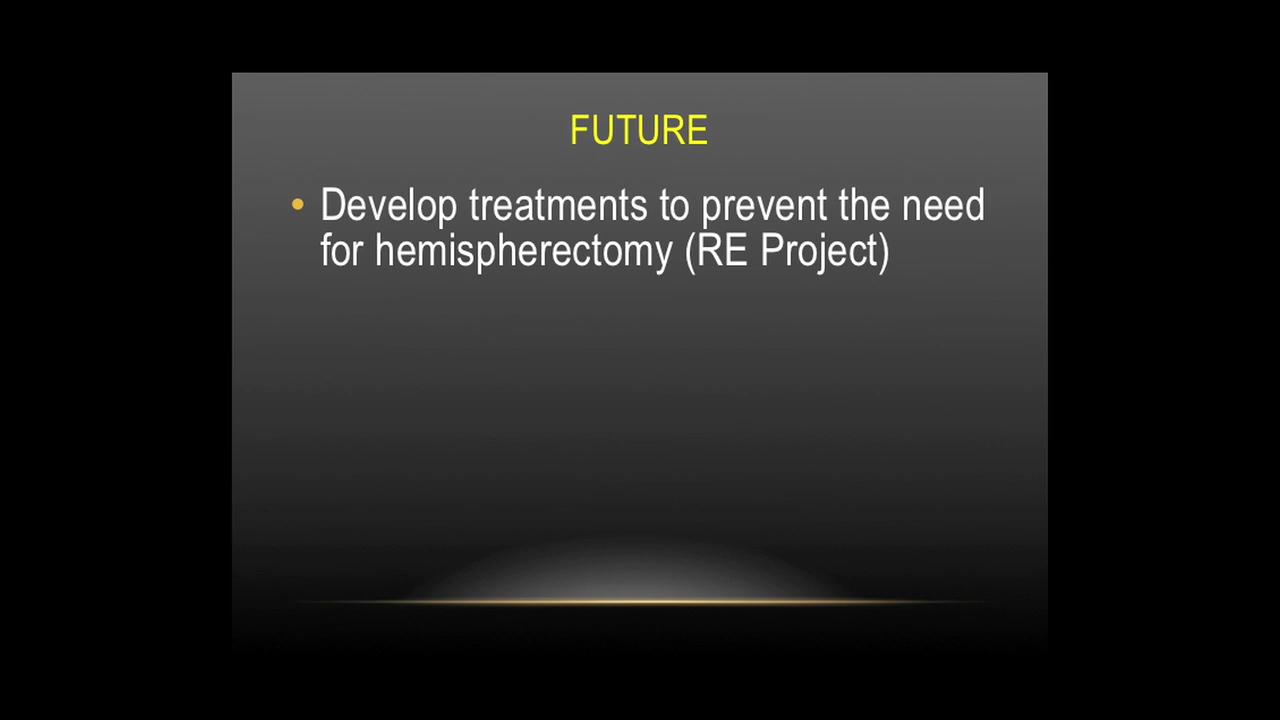 FUTURE
• Develop treatments to prevent the need
for hemispherectomy (RE Project)